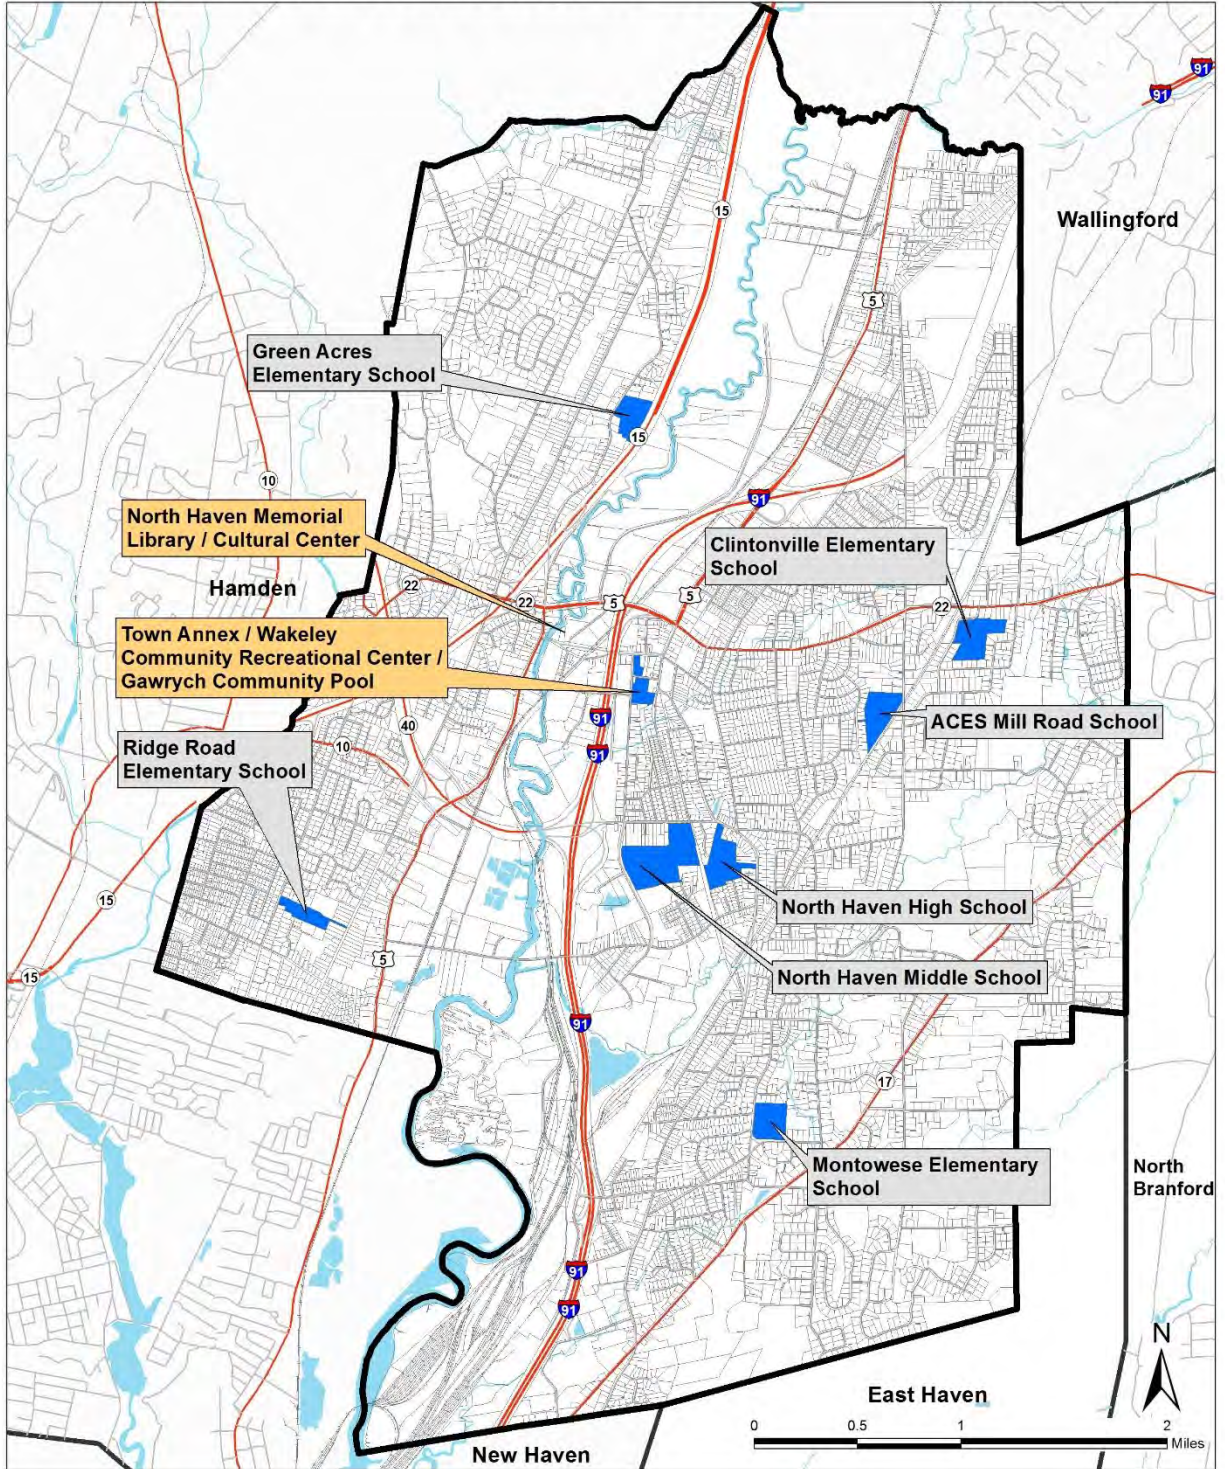 91
91
Wallingford
15
5
Green Acres
Elementary School
15
10
91
North Haven Memorial
Library / Cultural Center
Clintonville Elementary
School
Hamden
22
22
5
5
22
Town Annex / Wakeley
Community Recreational Center /
Gawrych Community Pool
91
ACES Mill Road School
40
10
91
Ridge Road
Elementary School
15
North Haven High School
5
15
North Haven Middle School
91
17
Montowese Elementary
School
North
Branford
91
91
N
East Haven
0
0.5
1
2
Miles
New Haven